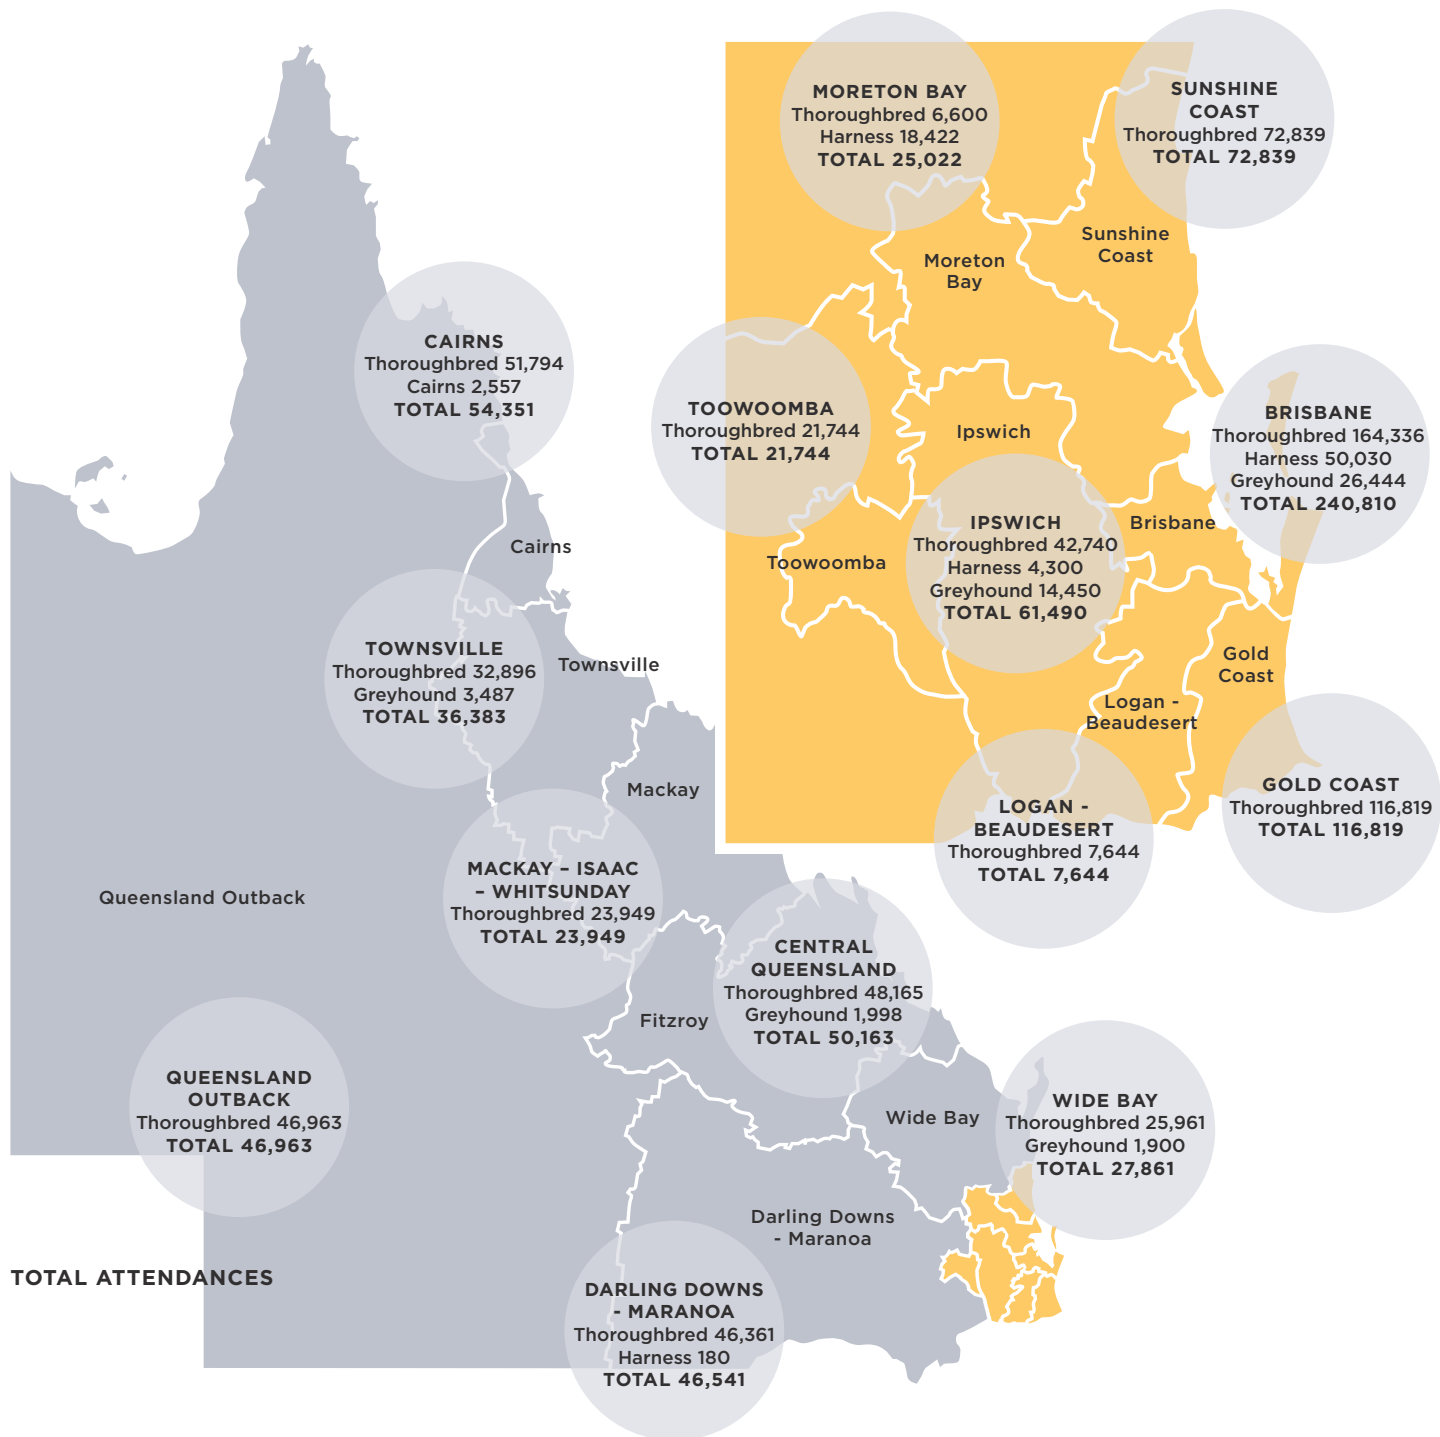 MORETON BAY
Thoroughbred 6,600
Harness 18,422
TOTAL 25,022
SUNSHINE
COAST
Thoroughbred 72,839
TOTAL 72,839
Sunshine
Coast
Moreton
Bay
CAIRNS
Thoroughbred 51,794
Cairns 2,557
TOTAL 54,351
TOOWOOMBA
Thoroughbred 21,744
TOTAL 21,744
Ipswich
BRISBANE
Thoroughbred 164,336
Harness 50,030
Greyhound 26,444
TOTAL 240,810
IPSWICH
Thoroughbred 42,740
Harness 4,300
Greyhound 14,450
TOTAL 61,490
Brisbane
Cairns
Toowoomba
TOWNSVILLE
Thoroughbred 32,896
Greyhound 3,487
TOTAL 36,383
Townsville
Gold
Coast
Logan -
Beaudesert
Mackay
GOLD COAST
Thoroughbred 116,819
TOTAL 116,819
LOGAN -
BEAUDESERT
Thoroughbred 7,644
TOTAL 7,644
Queensland Outback
MACKAY – ISAAC
– WHITSUNDAY
Thoroughbred 23,949
TOTAL 23,949
CENTRAL
QUEENSLAND
Thoroughbred 48,165
Greyhound 1,998
TOTAL 50,163
Fitzroy
QUEENSLAND
OUTBACK
Thoroughbred 46,963
TOTAL 46,963
Wide Bay
WIDE BAY
Thoroughbred 25,961
Greyhound 1,900
TOTAL 27,861
Darling Downs
- Maranoa
TOTAL ATTENDANCES
DARLING DOWNS
- MARANOA
Thoroughbred 46,361
Harness 180
TOTAL 46,541